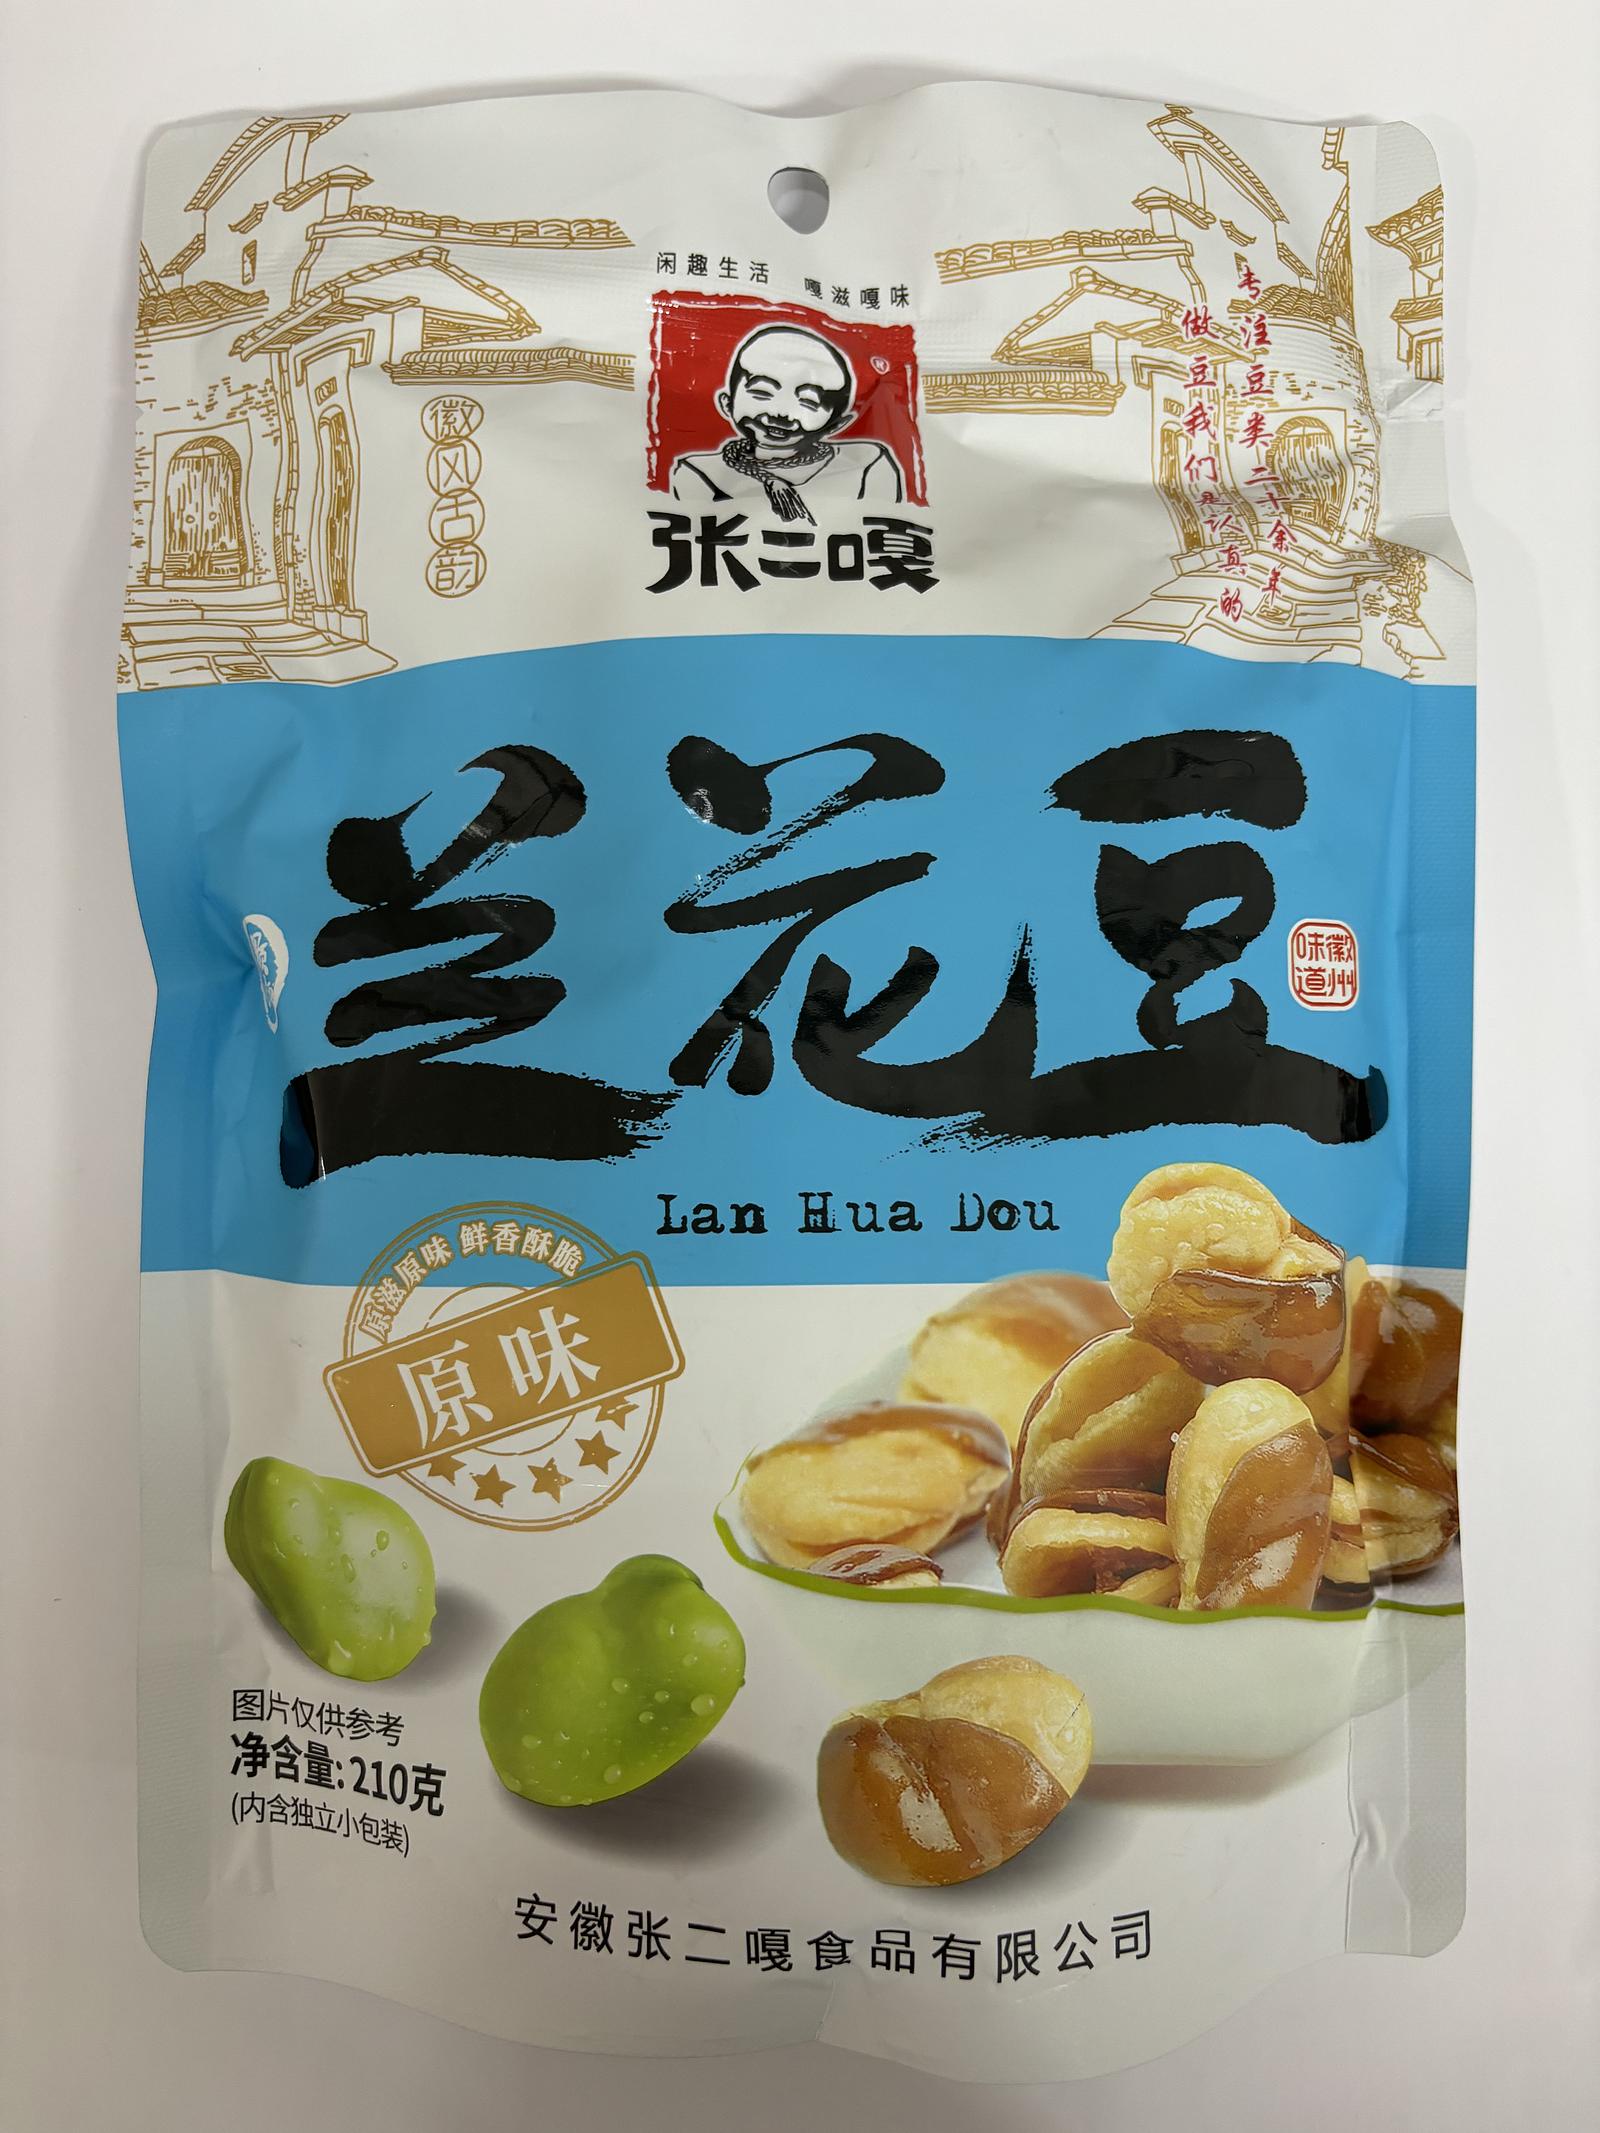 闲趣生活 嘎滋嘎味
张二嘎
徽风古韵
专注豆类二十余年
做豆我们是认真的
兰花豆
徽州味道
Lan Hua Dou
原滋原味 鲜香酥脆
原味
图片仅供参考
净含量:210克
(内含独立小包装)
安徽张二嘎食品有限公司